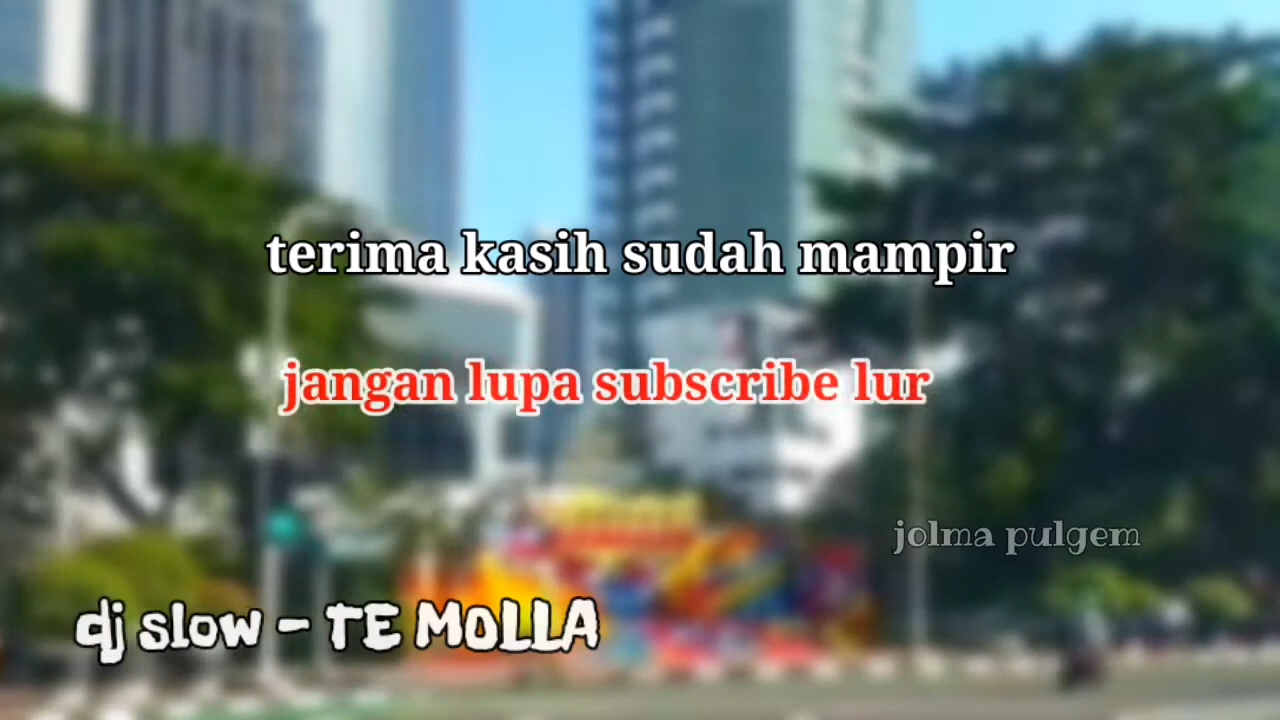 terima kasih sudah mampir
jangan lupa subscribe lur
jolma pulgem
dj slow - TE MOLLA